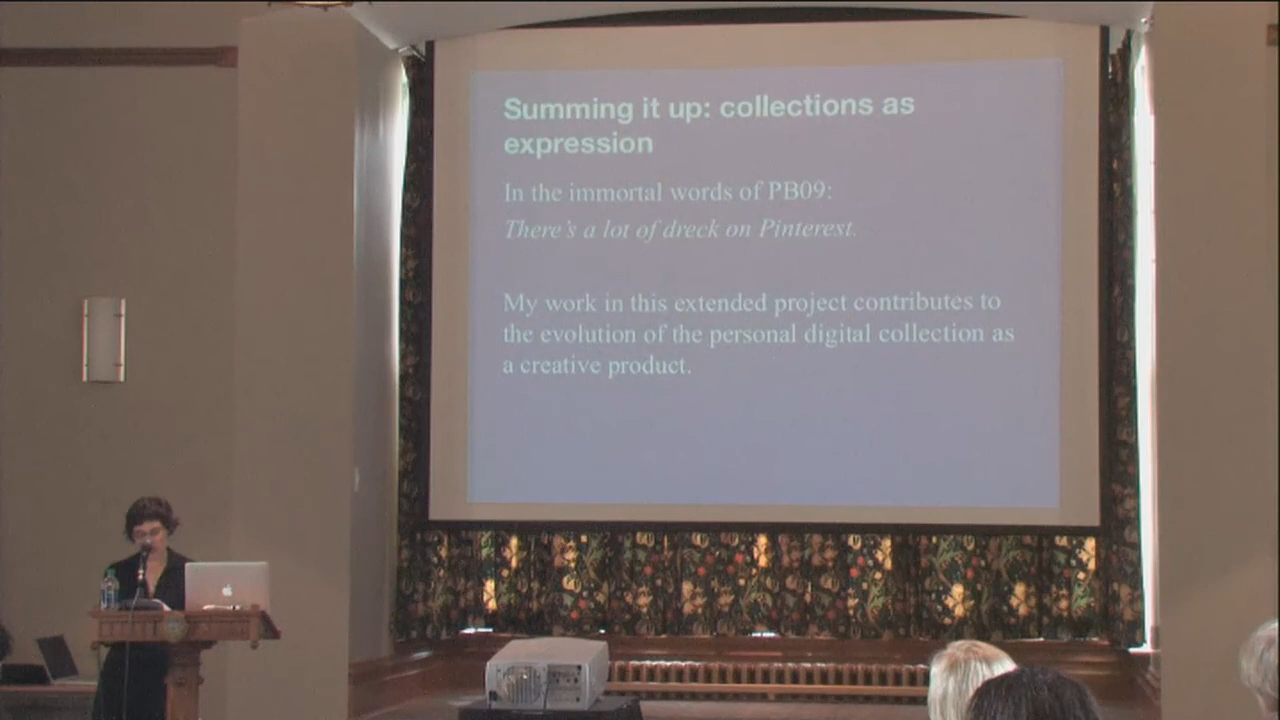 Summing it up: collections as
expression
In the immortal words of PB09:
There's a lot of dreck on Pinterest.
My work in this extended project contributes to
the evolution of the personal digital collection as
a creative product.